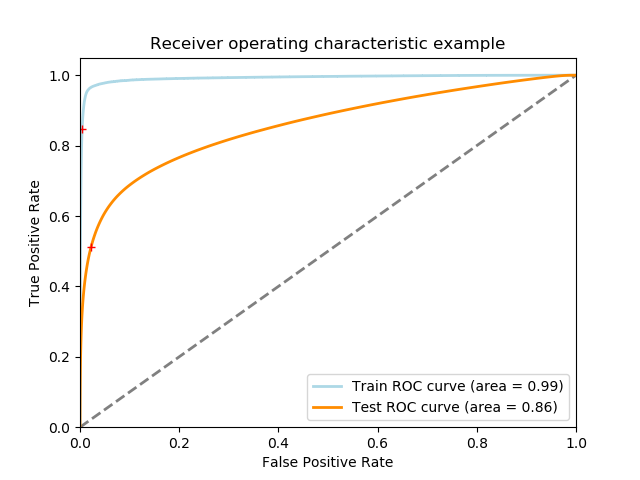 Receiver operating characteristic example
1.0
0.8
0.6
0.4
0.2
0.0
True Positive Rate
Train ROC curve (area = 0.99)
Test ROC curve (area = 0.86)
0.0 0.2 0.4 0.6 0.8 1.0
False Positive Rate